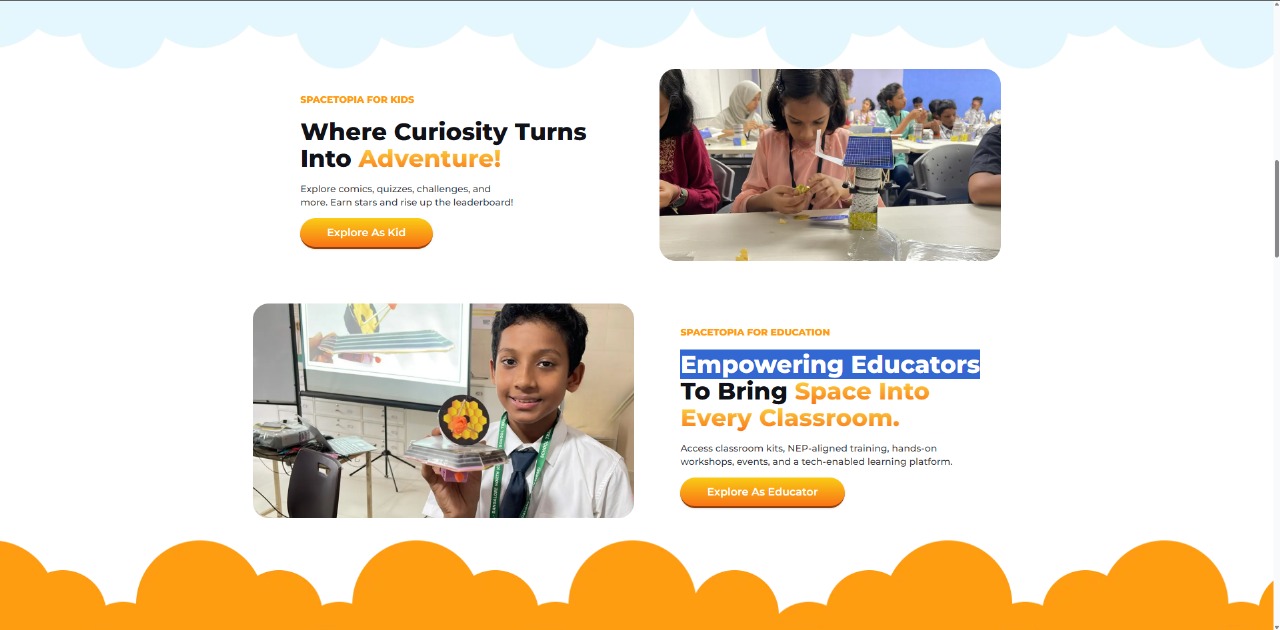 SPACETOPIA FOR KIDS
Where Curiosity Turns
Into Adventure!
Explore comics, quizzes, challenges, and
more. Earn stars and rise up the leaderboard!
Explore As Kid
SPACETOPIA FOR EDUCATION
Empowering Educators
To Bring Space Into
Every Classroom.
Access classroom kits, NEP-aligned training, hands-on
workshops, events, and a tech-enabled learning platform.
Explore As Educator